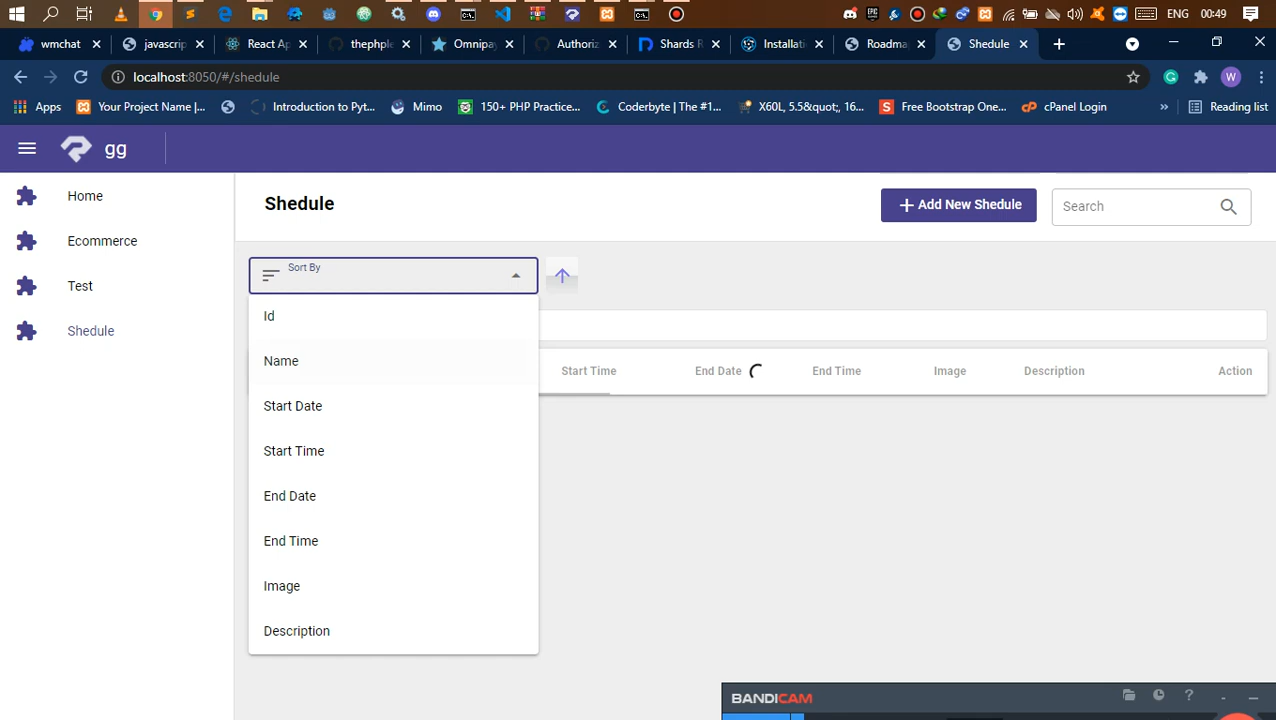 ENG 00:49
wmchat
javascrip
React Ap
thephple
Omnipay
Authoriz
Shards R
Installati
Roadma
Shedule
localhost:8050/#/shedule
W
Apps
Your Project Name |...
Introduction to Pyt...
Mimo
150+ PHP Practice...
Coderbyte | The #1...
X60L, 5.5&quot;, 16...
Free Bootstrap One...
cPanel Login
»
Reading list
gg
Home
Ecommerce
Test
Shedule
Shedule
Add New Shedule
Search
Sort By
Id
Name
Start Date
Start Time
End Date
End Time
Image
Description
Start Time
End Date
End Time
Image
Description
Action
BANDICAM